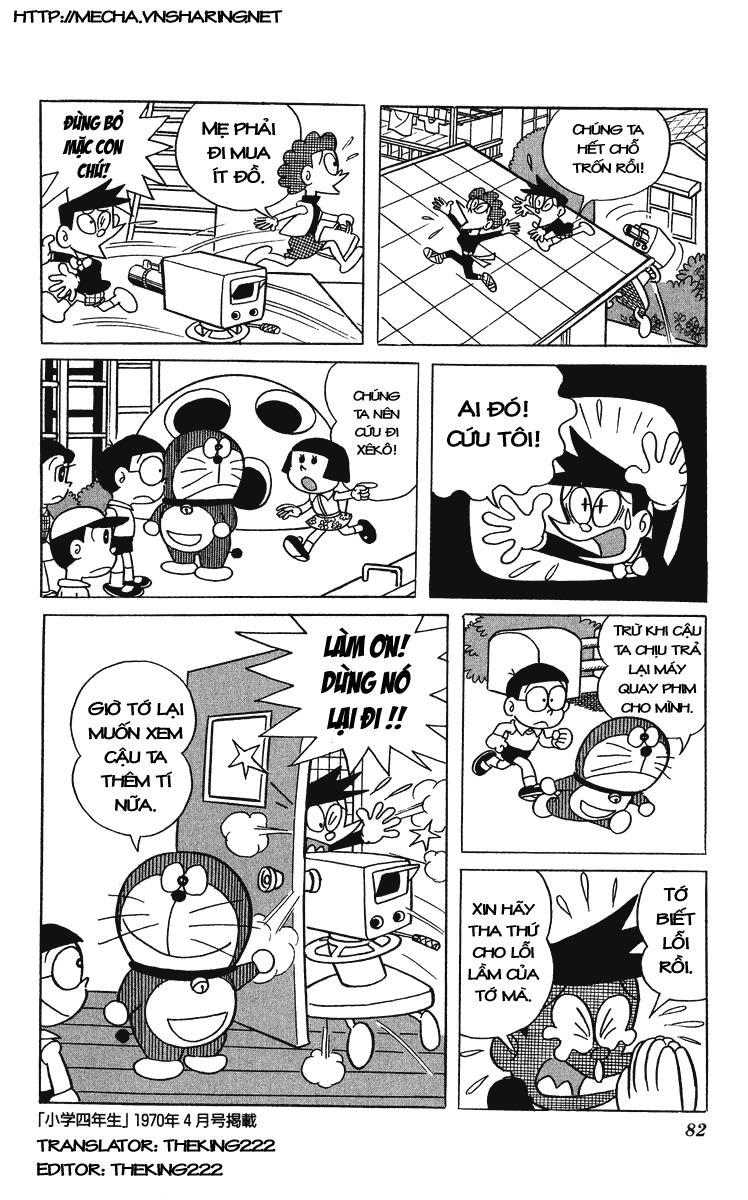 HTTP://MECHA.VNSHARING.NET
ĐỪNG BỎ
MẶC CON
CHỨ!
MẸ PHẢI
ĐI MUA
ÍT ĐỒ.
CHÚNG TA
HẾT CHỖ
TRỐN RỒI!
CHÚNG
TA NÊN
CỨU ĐI
XÊKÔ!
AI ĐÓ!
CỨU TÔI!
LÀM ƠN!
DỪNG NÓ
LẠI ĐI !!
GIỜ TỚ LẠI
MUỐN XEM
CẬU TA
THÊM TÍ
NỮA.
TRỪ KHI CẬU
TA CHỊU TRẢ
LẠI MÁY
QUAY PHIM
CHO MÌNH.
TỚ
BIẾT
LỖI
RỒI.
XIN HÃY
THA THỨ
CHO LỖI
LẦM CỦA
TỚ MÀ.
「小学四年生」1970年4月号掲載
82
TRANSLATOR: THEKING222
EDITOR: THEKING222